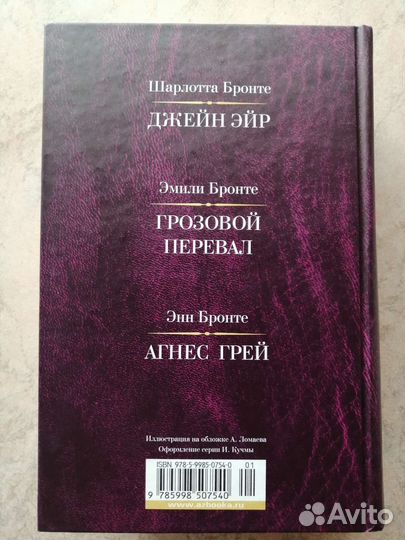 Шарлотта Бронте
ДЖЕЙН ЭЙР
Эмили Бронте
ГРОЗОВОЙ
ПЕРЕВАЛ
Энн Бронте
АГНЕС ГРЕЙ
Иллюстрация на обложке А. Ломаева
Оформление серии И. Кучмы
ISBN 978-5-9985-0754-0
01
9 785998 507540
www.azbooka.ru
Avito